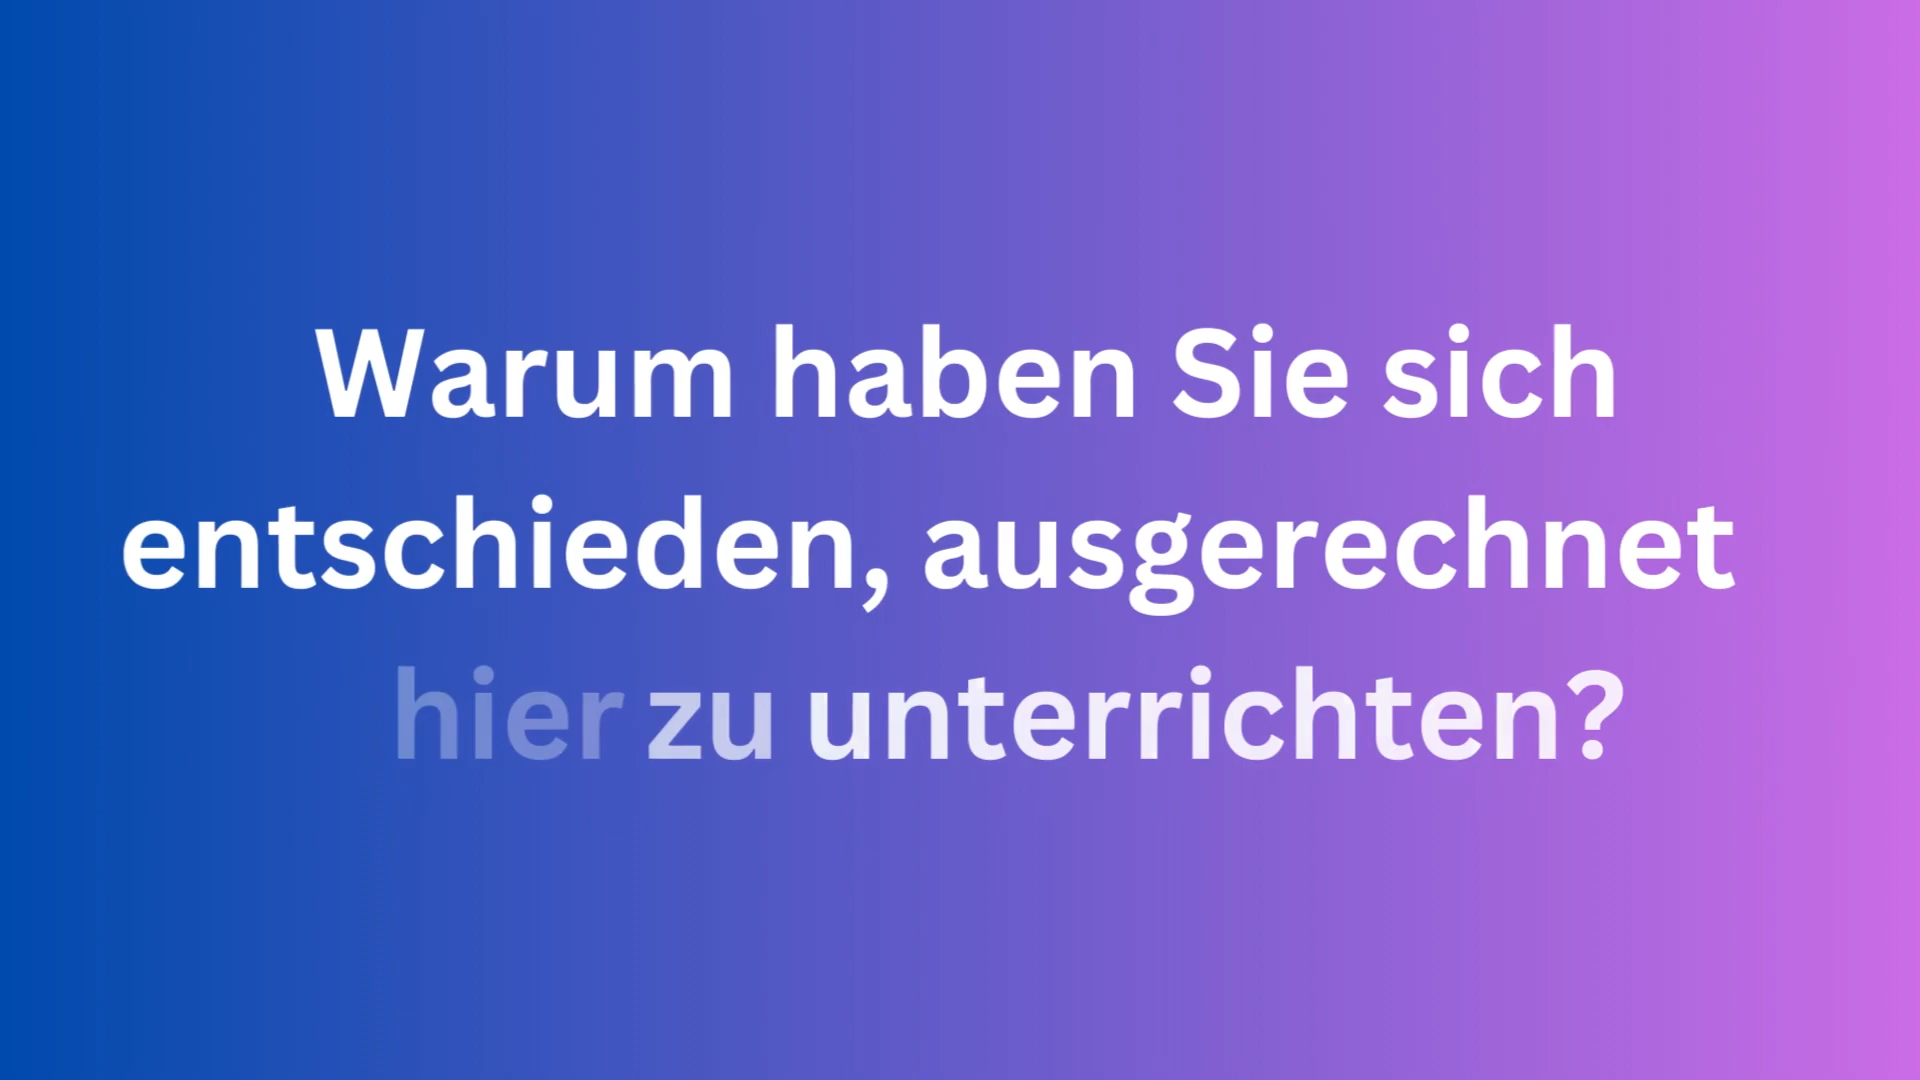 Warum haben Sie sich
entschieden, ausgerechnet
hier zu unterrichten?